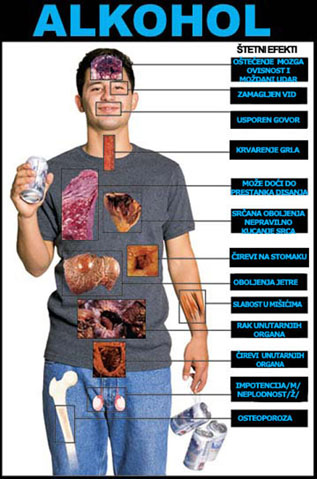 ALKOHOL
ŠTETNI EFEKTI
OŠTEĆENJE MOZGA
OVISNOST I
MOŽDANI UDAR
ZAMAGLJEN VID
USPOREN GOVOR
KRVARENJE GRLA
MOŽE DOĆI DO
PRESTANKA DISANJA
SRČANA OBOLJENJA
NEPRAVILNO
KUCANJE SRCA
ČIREVI NA STOMAKU
OBOLJENJA JETRE
SLABOST U MIŠIĆIMA
RAK UNUTARNJIH
ORGANA
ČIREVI UNUTARNJIH
ORGANA
IMPOTENCIJA/M/
NEPLODNOST/Ž/
OSTEOPOROZA